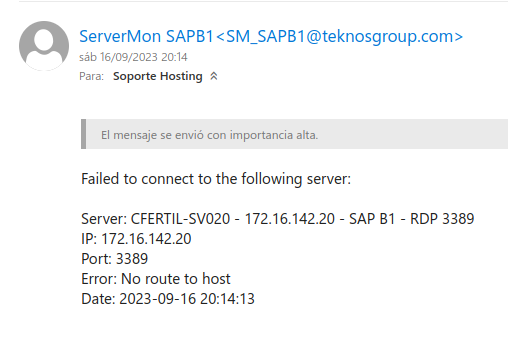 ServerMon SAPB1<SM_SAPB1@teknosgroup.com>
sáb 16/09/2023 20:14
Para: Soporte Hosting
El mensaje se envió con importancia alta.
Failed to connect to the following server:
Server: CFERTIL-SV020 - 172.16.142.20 - SAP B1 - RDP 3389
IP: 172.16.142.20
Port: 3389
Error: No route to host
Date: 2023-09-16 20:14:13